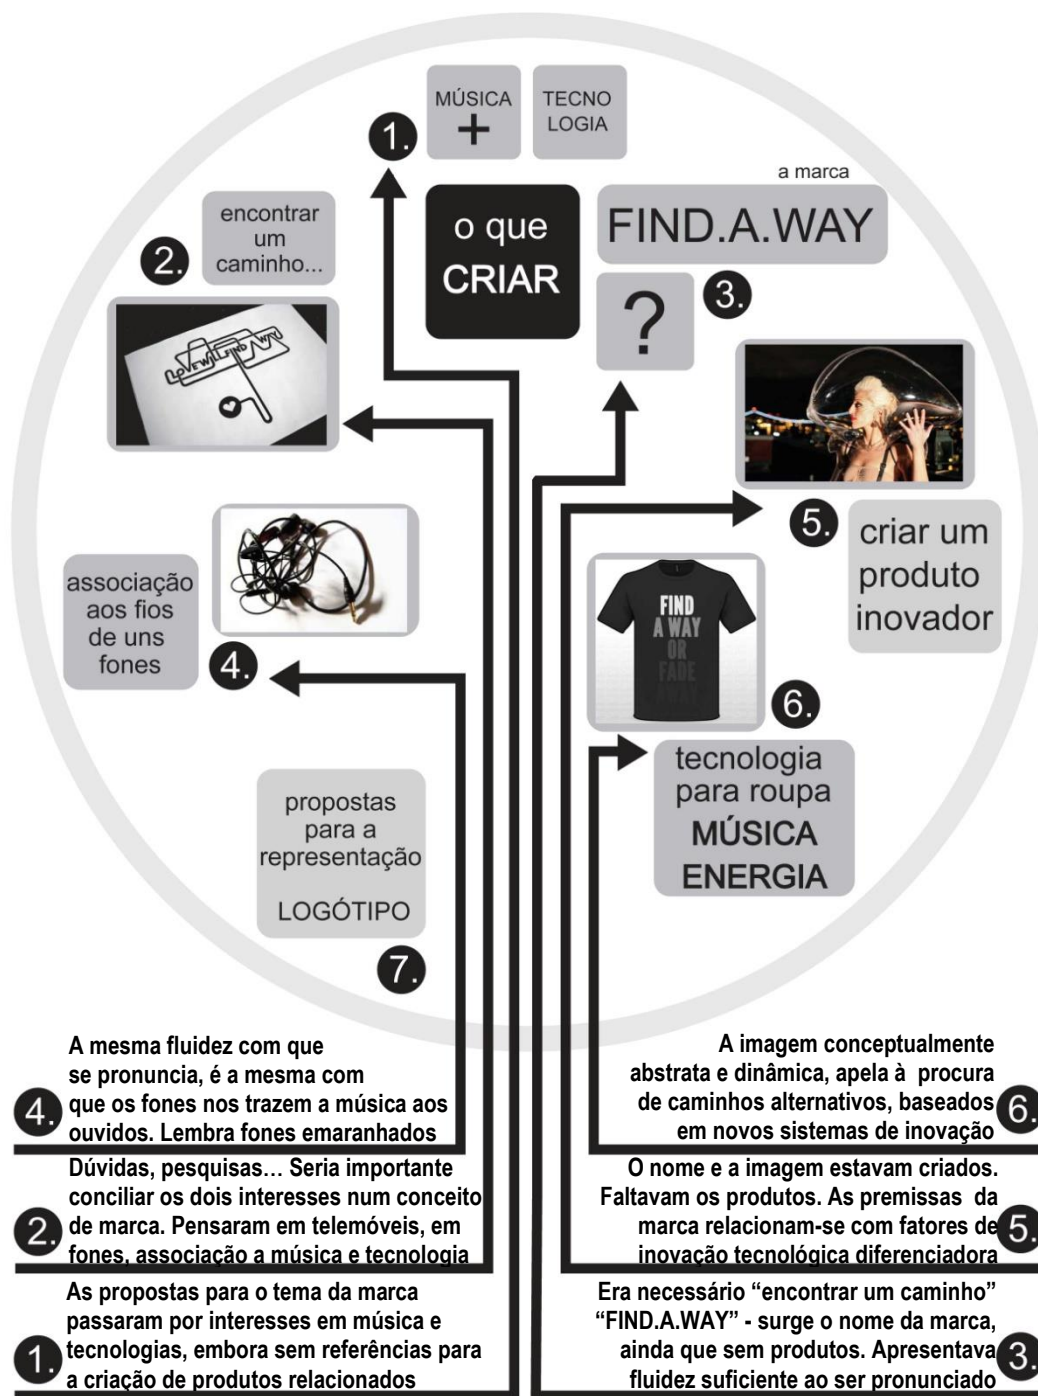 1.
MÚSICA
+
TECNO
LOGIA
o que
CRIAR
a marca
FIND.A.WAY
?
3.
2.
encontrar
um
caminho...
LOVE WILL FIND A WAY
5.
criar um
produto
inovador
associação
aos fios
de uns
fones
4.
FIND
A WAY
OR
FADE
AWAY
6.
tecnologia
para roupa
MÚSICA
ENERGIA
propostas
para a
representação
LOGÓTIPO
7.
4.
A mesma fluidez com que
se pronuncia, é a mesma com
que os fones nos trazem a música aos
ouvidos. Lembra fones emaranhados
2.
Dúvidas, pesquisas… Seria importante
conciliar os dois interesses num conceito
de marca. Pensaram em telemóveis, em
fones, associação a música e tecnologia
1.
As propostas para o tema da marca
passaram por interesses em música e
tecnologias, embora sem referências para
a criação de produtos relacionados
A imagem conceptualmente
abstrata e dinâmica, apela à procura
de caminhos alternativos, baseados
em novos sistemas de inovação
6.
O nome e a imagem estavam criados.
Faltavam os produtos. As premissas da
marca relacionam-se com fatores de
inovação tecnológica diferenciadora
5.
Era necessário “encontrar um caminho”
“FIND.A.WAY” - surge o nome da marca,
ainda que sem produtos. Apresentava
fluidez suficiente ao ser pronunciado
3.